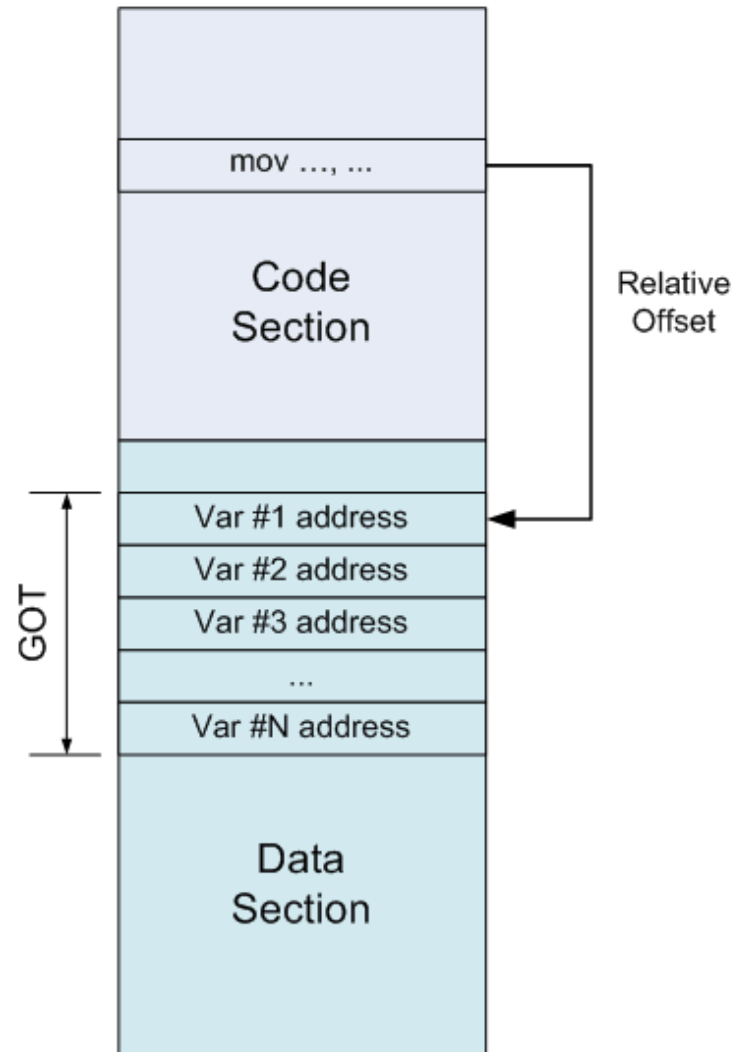 mov ..., ...
Code
Section
Relative
Offset
Var #1 address
Var #2 address
Var #3 address
...
Var #N address
GOT
Data
Section